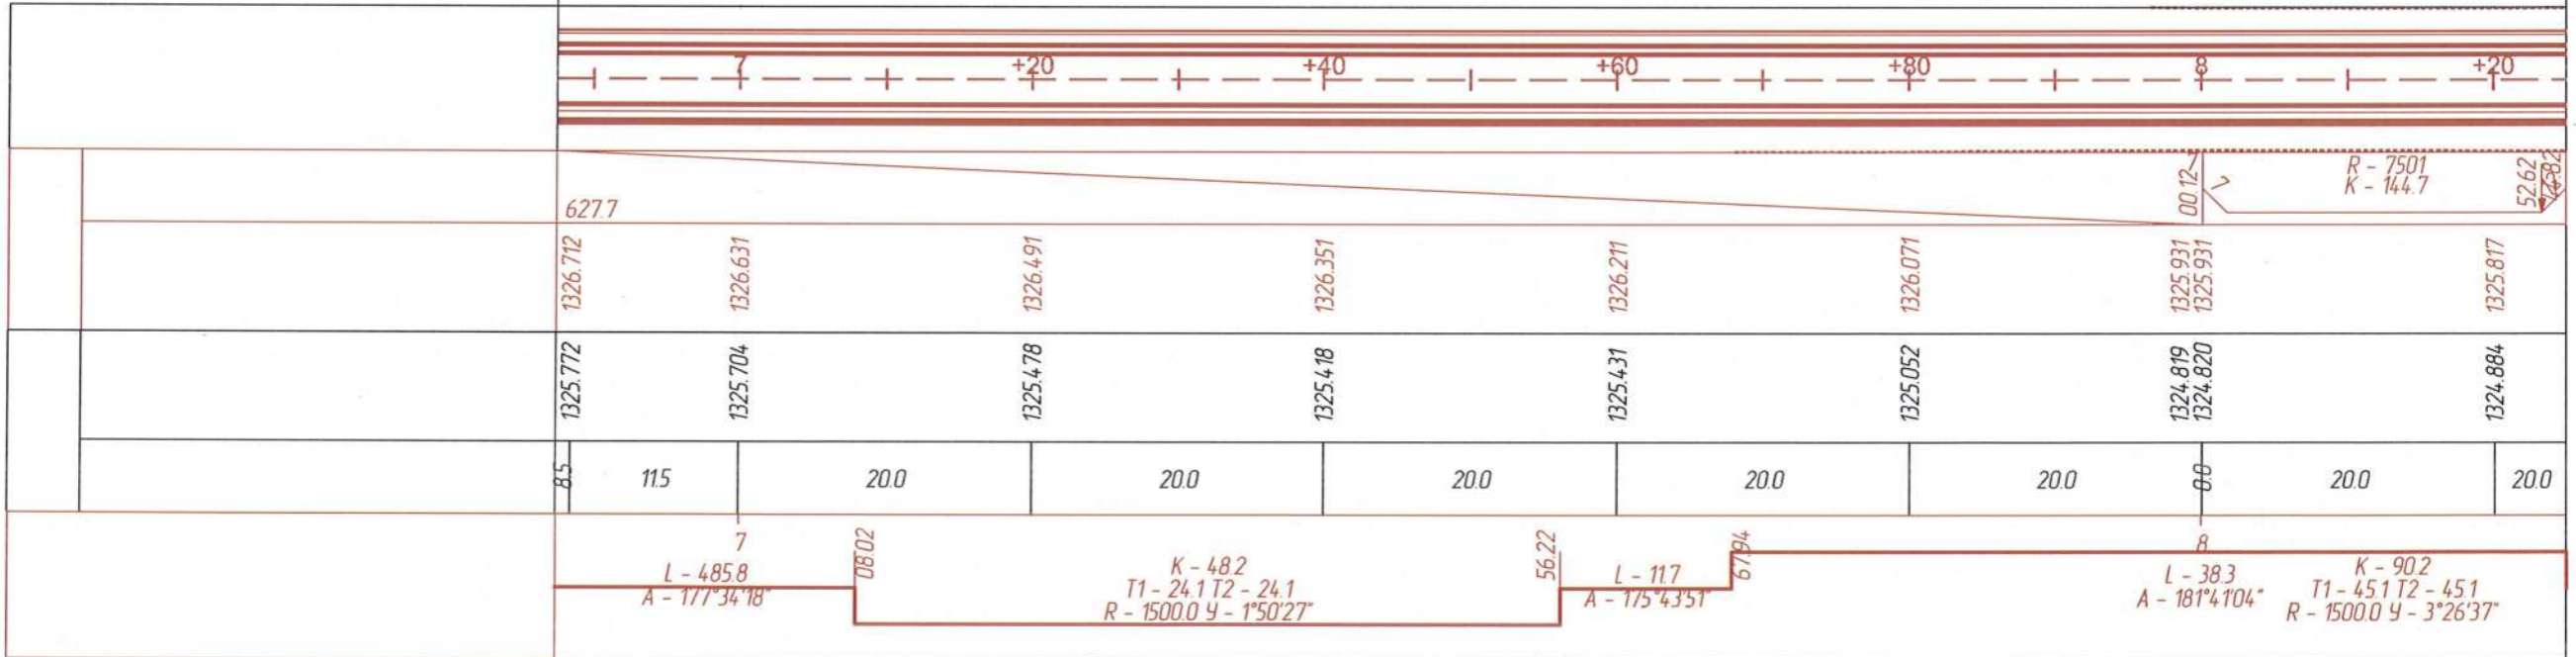 7 +20 +40 +60 +80 8 +20
627.7
00.12
7
7
R - 7501
K - 144.7
52.62
1326.712 1326.631 1326.491 1326.351 1326.211 1326.071 1325.931 1325.931 1325.817
1325.772 1325.704 1325.478 1325.418 1325.431 1325.052 1324.819 1324.820 1324.884
8.5 11.5 20.0 20.0 20.0 20.0 20.0 0.0 20.0 20.0
7
8
08.02
56.22
67.94
L - 485.8
A - 177°34'18"
K - 48.2
T1 - 24.1 T2 - 24.1
R - 1500.0 У - 1°50'27"
L - 11.7
A - 175°43'51"
L - 38.3
A - 181°41'04"
K - 90.2
T1 - 45.1 T2 - 45.1
R - 1500.0 У - 3°26'37"